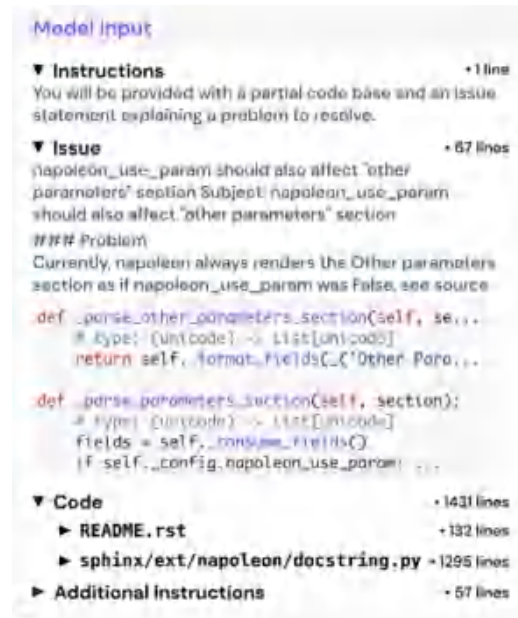 Model Input
▼ Instructions • 1 line
You will be provided with a partial code base and an issue
statement explaining a problem to resolve.
▼ Issue • 67 lines
napoleon_use_param should also affect "other
parameters" section Subject: napoleon_use_param
should also affect "other parameters" section
### Problem
Currently, napoleon always renders the Other parameters
section as if napoleon_use_param was False, see source
def _parse_other_parameters_section(self, se...
# type: (unicode) -> List[unicode]
return self._format_fields(_('Other Para...
def _parse_parameters_section(self, section):
# type: (unicode) -> List[unicode]
fields = self._consume_fields()
if self._config.napoleon_use_param: ...
▼ Code • 1431 lines
► README.rst • 132 lines
► sphinx/ext/napoleon/docstring.py • 1295 lines
► Additional Instructions • 57 lines